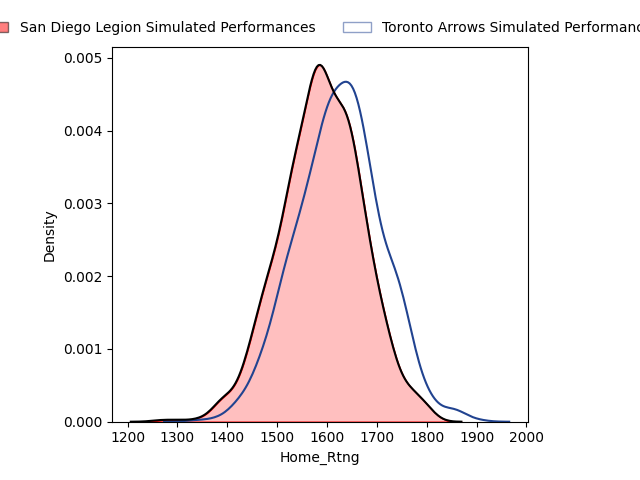 San Diego Legion Simulated Performances Toronto Arrows Simulated
0.005
0.004
0.003
0.002
0.001
0.000
Density
1200 1300 1400 1500 1600 1700 1800 1900 2000
Home_Rtng